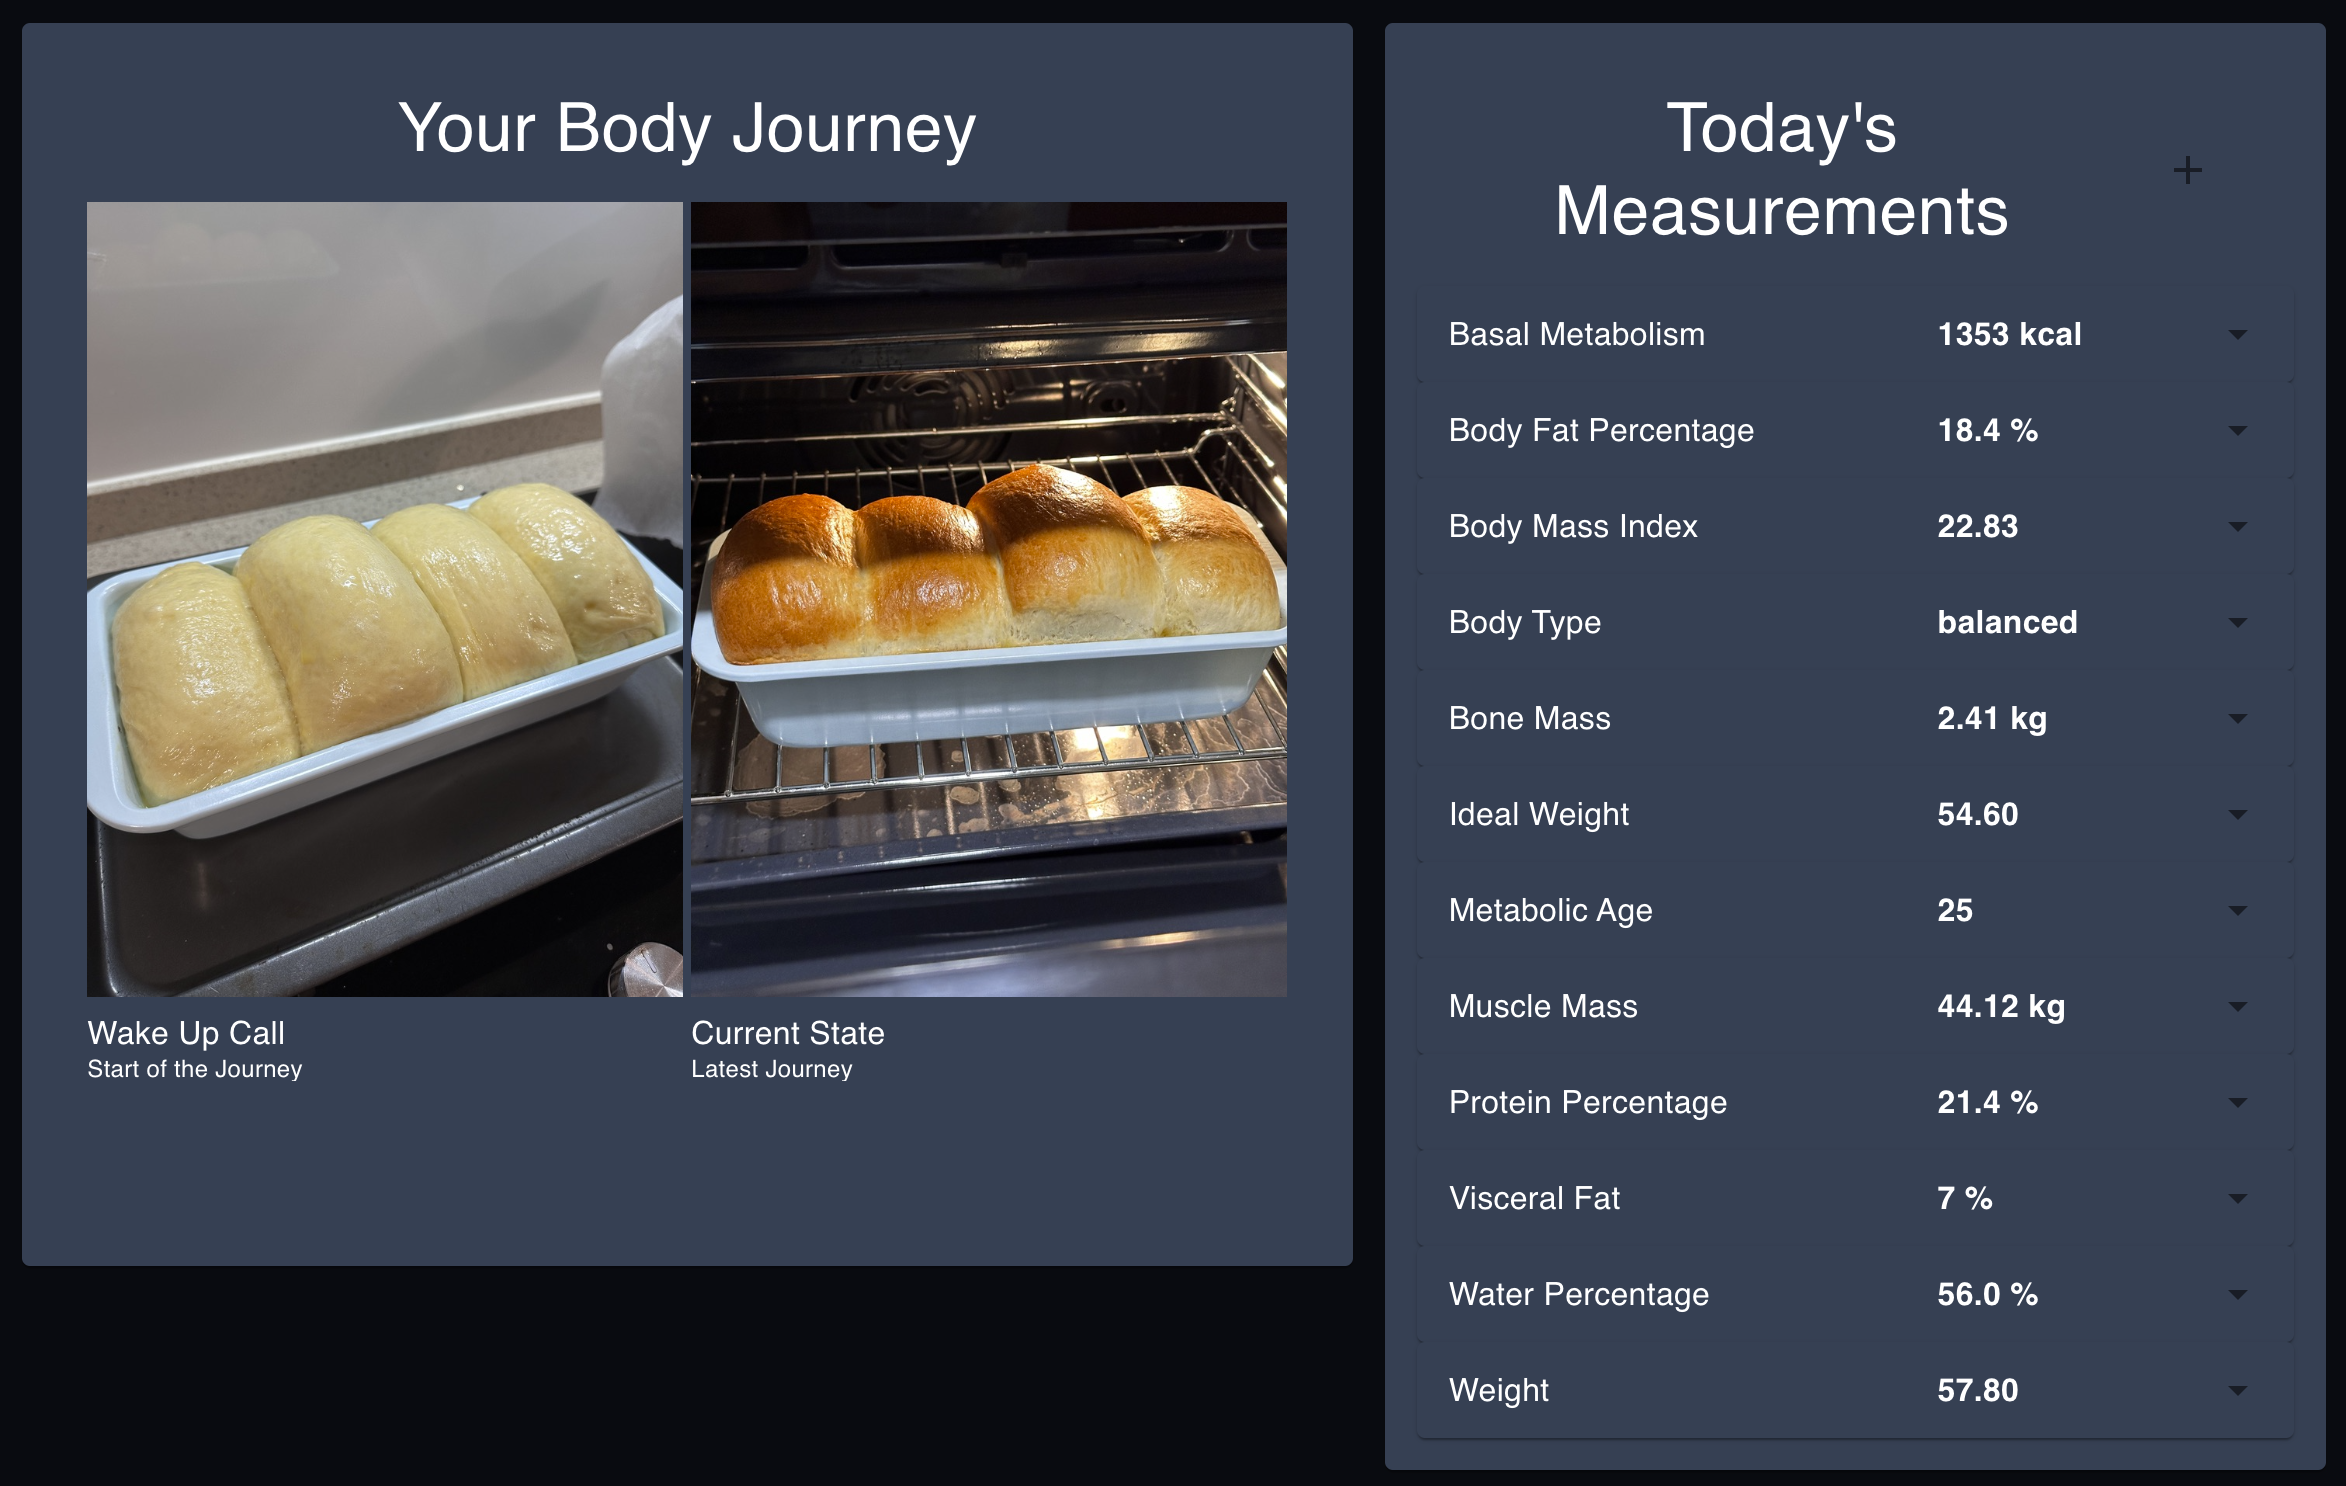 Your Body Journey
Wake Up Call
Start of the Journey
Current State
Latest Journey
Today's
Measurements
+
Basal Metabolism 1353 kcal
Body Fat Percentage 18.4 %
Body Mass Index 22.83
Body Type balanced
Bone Mass 2.41 kg
Ideal Weight 54.60
Metabolic Age 25
Muscle Mass 44.12 kg
Protein Percentage 21.4 %
Visceral Fat 7 %
Water Percentage 56.0 %
Weight 57.80